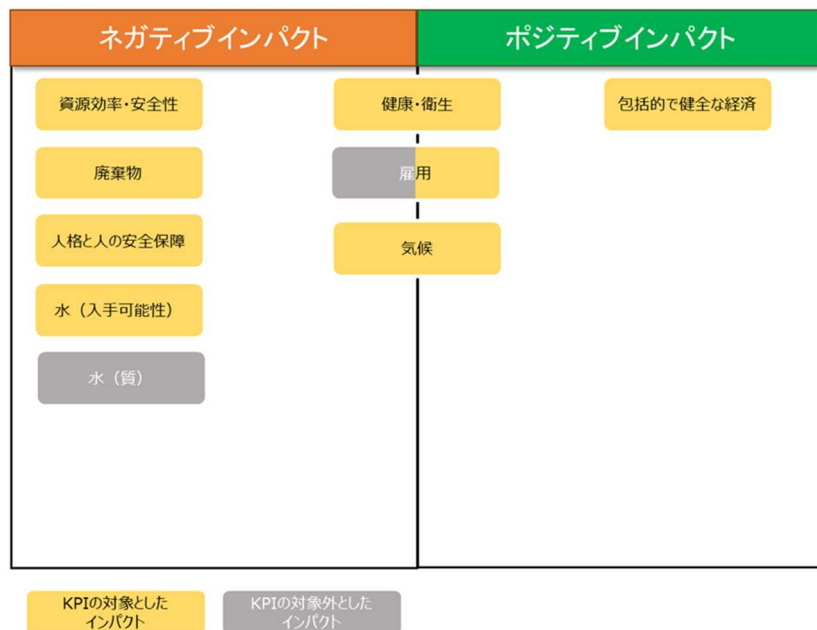 ネガティブインパクト
ポジティブインパクト
資源効率・安全性
健康・衛生
包括的で健全な経済
廃棄物
雇用
人格と人の安全保障
気候
水（入手可能性）
水（質）
KPIの対象とした
インパクト
KPIの対象外とした
インパクト